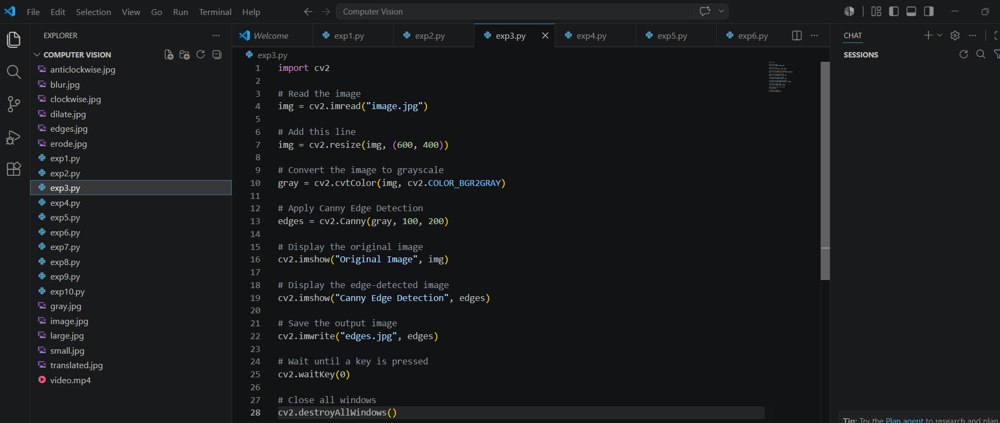 File Edit Selection View Go Run Terminal Help
Computer Vision
EXPLORER
COMPUTER VISION
anticlockwise.jpg
blur.jpg
clockwise.jpg
dilate.jpg
edges.jpg
erode.jpg
exp1.py
exp2.py
exp3.py
exp4.py
exp5.py
exp6.py
exp7.py
exp8.py
exp9.py
exp10.py
gray.jpg
image.jpg
large.jpg
small.jpg
translated.jpg
video.mp4
Welcome exp1.py exp2.py exp3.py exp4.py exp5.py exp6.py
exp3.py
1 import cv2
2
3 # Read the image
4 img = cv2.imread("image.jpg")
5
6 # Add this line
7 img = cv2.resize(img, (600, 400))
8
9 # Convert the image to grayscale
10 gray = cv2.cvtColor(img, cv2.COLOR_BGR2GRAY)
11
12 # Apply Canny Edge Detection
13 edges = cv2.Canny(gray, 100, 200)
14
15 # Display the original image
16 cv2.imshow("Original Image", img)
17
18 # Display the edge-detected image
19 cv2.imshow("Canny Edge Detection", edges)
20
21 # Save the output image
22 cv2.imwrite("edges.jpg", edges)
23
24 # Wait until a key is pressed
25 cv2.waitKey(0)
26
27 # Close all windows
28 cv2.destroyAllWindows()
CHAT
SESSIONS
Tip: Try the Plan agent to research and plan